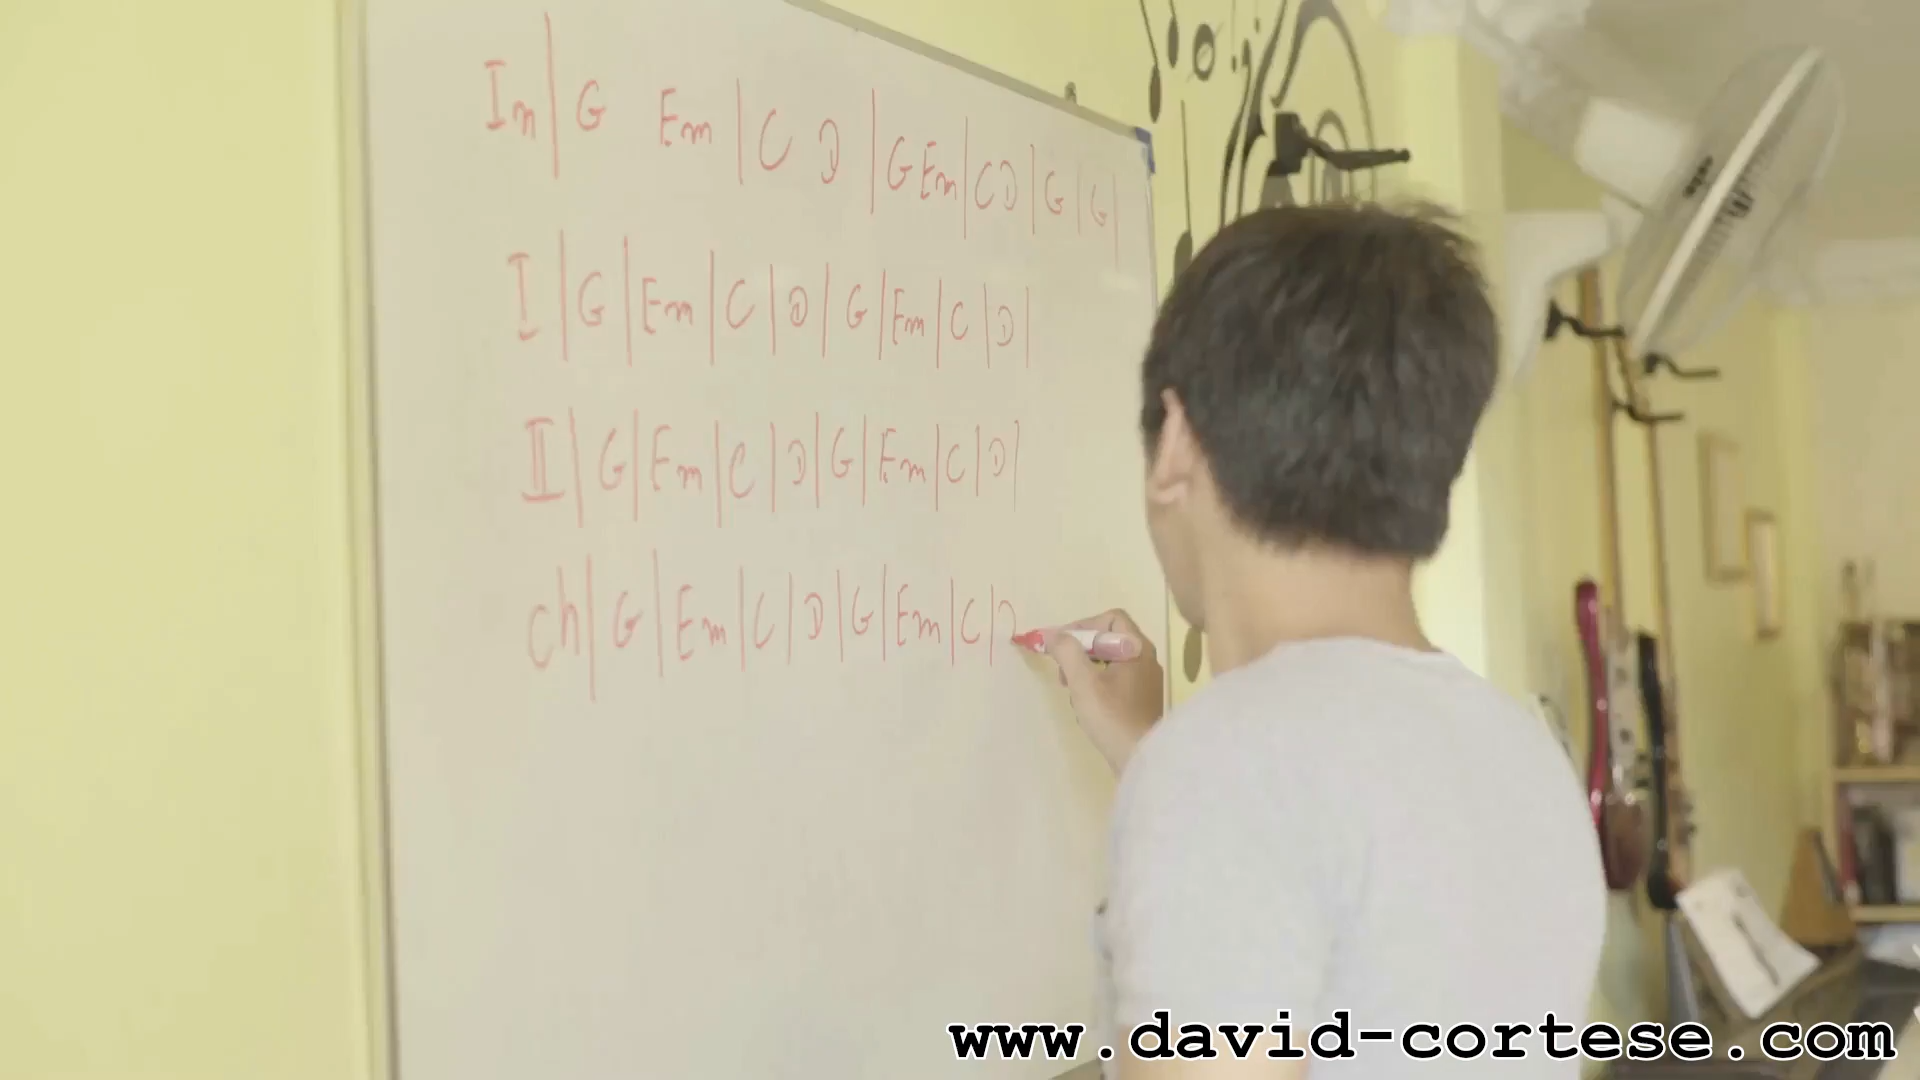 In | G Em | C D | G Em | C D | G | G |
I | G | Em | C | D | G | Em | C | D |
II | G | Em | C | D | G | Em | C | D |
ch | G | Em | C | D | G | Em | C | D
www.david-cortese.com